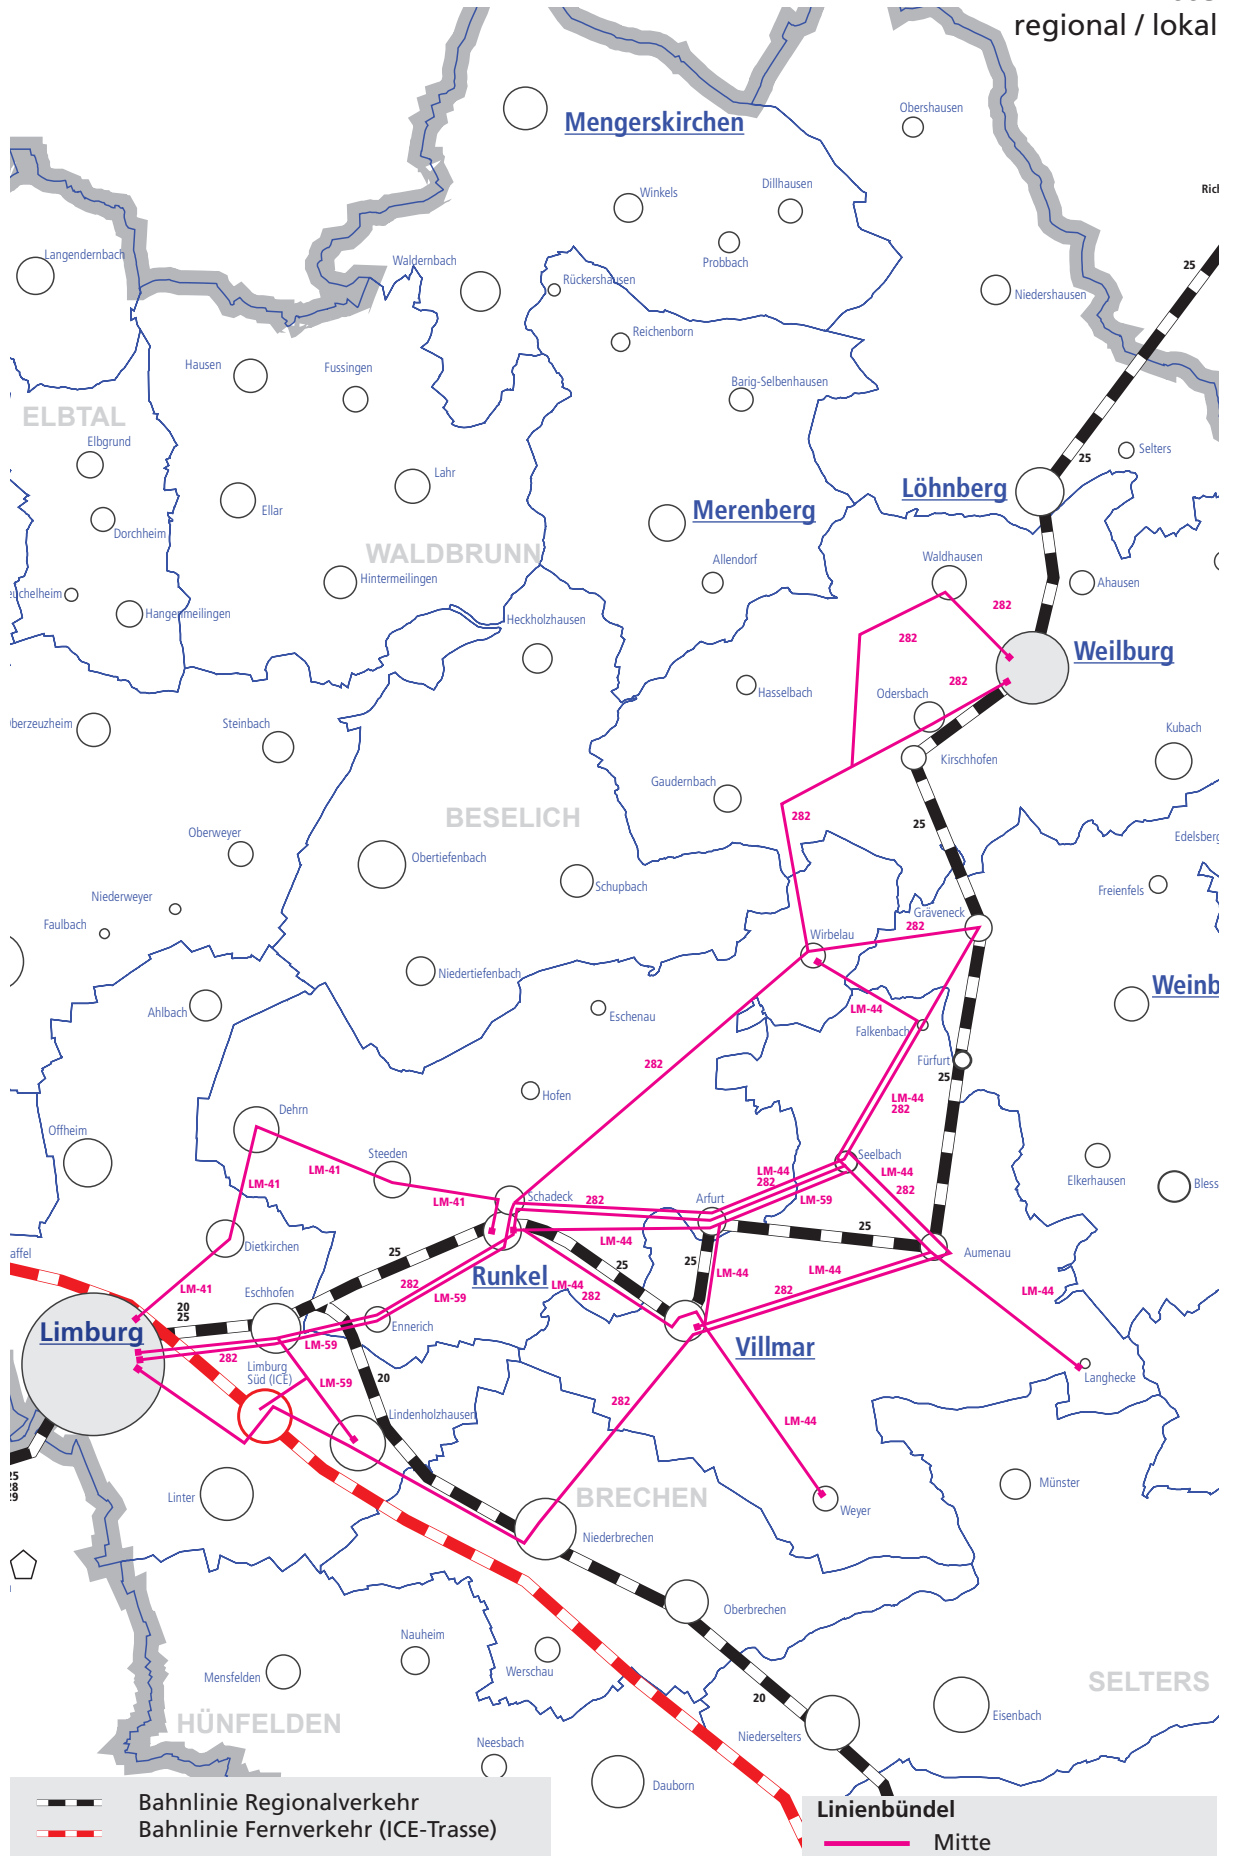 regional / lokal
Mengerskirchen
Obershausen
Winkels
Dillhausen
Probbach
Langendernbach
Waldernbach
Rückershausen
Niedershausen
25
Reichenborn
Hausen
Fussingen
Barig-Selbenhausen
ELBTAL
Elbgrund
25
Selters
Lahr
Löhnberg
Ellar
Merenberg
Dorchheim
WALDBRUNN
Waldhausen
Allendorf
Hintermeilingen
Ahausen
Hangenmeilingen
282
Heckholzhausen
282
Weilburg
282
Hasselbach
Odersbach
Steinbach
Kubach
Kirschhofen
Gaudernbach
BESELICH
282
25
Oberweyer
Edelsberg
Obertiefenbach
Schupbach
Freienfels
Niederweyer
Faulbach
Gräveneck
282
Wirbelau
Niedertiefenbach
Weinb
Ahlbach
LM-44
Eschenau
Falkenbach
282
Fürfurt
25
Hofen
LM-44
282
Dehrn
Offheim
Steeden
LM-41
Seelbach
LM-44
282
LM-44
Elkerhausen
LM-41
282
Bless
LM-41
Schadeck
282
Arfurt
LM-59
Dietkirchen
25
25
LM-44
Aumenau
affel
25
25
Runkel
LM-44
LM-44
LM-41
Eschhofen
282
LM-44
282
282
LM-44
20
25
LM-59
Ennerich
Limburg
LM-59
Villmar
282
Limburg
Süd (ICE)
20
Langhecke
LM-59
282
Lindenholzhausen
LM-44
Münster
Linter
BRECHEN
Weyer
Niederbrechen
Oberbrechen
Nauheim
Mensfelden
Werschau
SELTERS
20
HÜNFELDEN
Eisenbach
Niederselters
Neesbach
Dauborn
Bahnlinie Regionalverkehr
Bahnlinie Fernverkehr (ICE-Trasse)
Linienbündel
Mitte